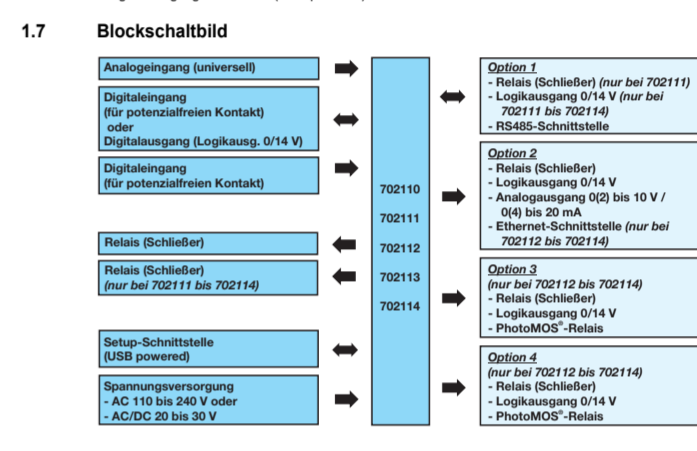 1.7 Blockschaltbild
Analogeingang (universell)
Digitaleingang
(für potenzialfreien Kontakt)
oder
Digitalausgang (Logikausg. 0/14 V)
Digitaleingang
(für potenzialfreien Kontakt)
Relais (Schließer)
Relais (Schließer)
(nur bei 702111 bis 702114)
Setup-Schnittstelle
(USB powered)
Spannungsversorgung
- AC 110 bis 240 V oder
- AC/DC 20 bis 30 V
702110
702111
702112
702113
702114
Option 1
- Relais (Schließer) (nur bei 702111)
- Logikausgang 0/14 V (nur bei
702111 bis 702114)
- RS485-Schnittstelle
Option 2
- Relais (Schließer)
- Logikausgang 0/14 V
- Analogausgang 0(2) bis 10 V /
0(4) bis 20 mA
- Ethernet-Schnittstelle (nur bei
702112 bis 702114)
Option 3
(nur bei 702112 bis 702114)
- Relais (Schließer)
- Logikausgang 0/14 V
- PhotoMOS®-Relais
Option 4
(nur bei 702112 bis 702114)
- Relais (Schließer)
- Logikausgang 0/14 V
- PhotoMOS®-Relais